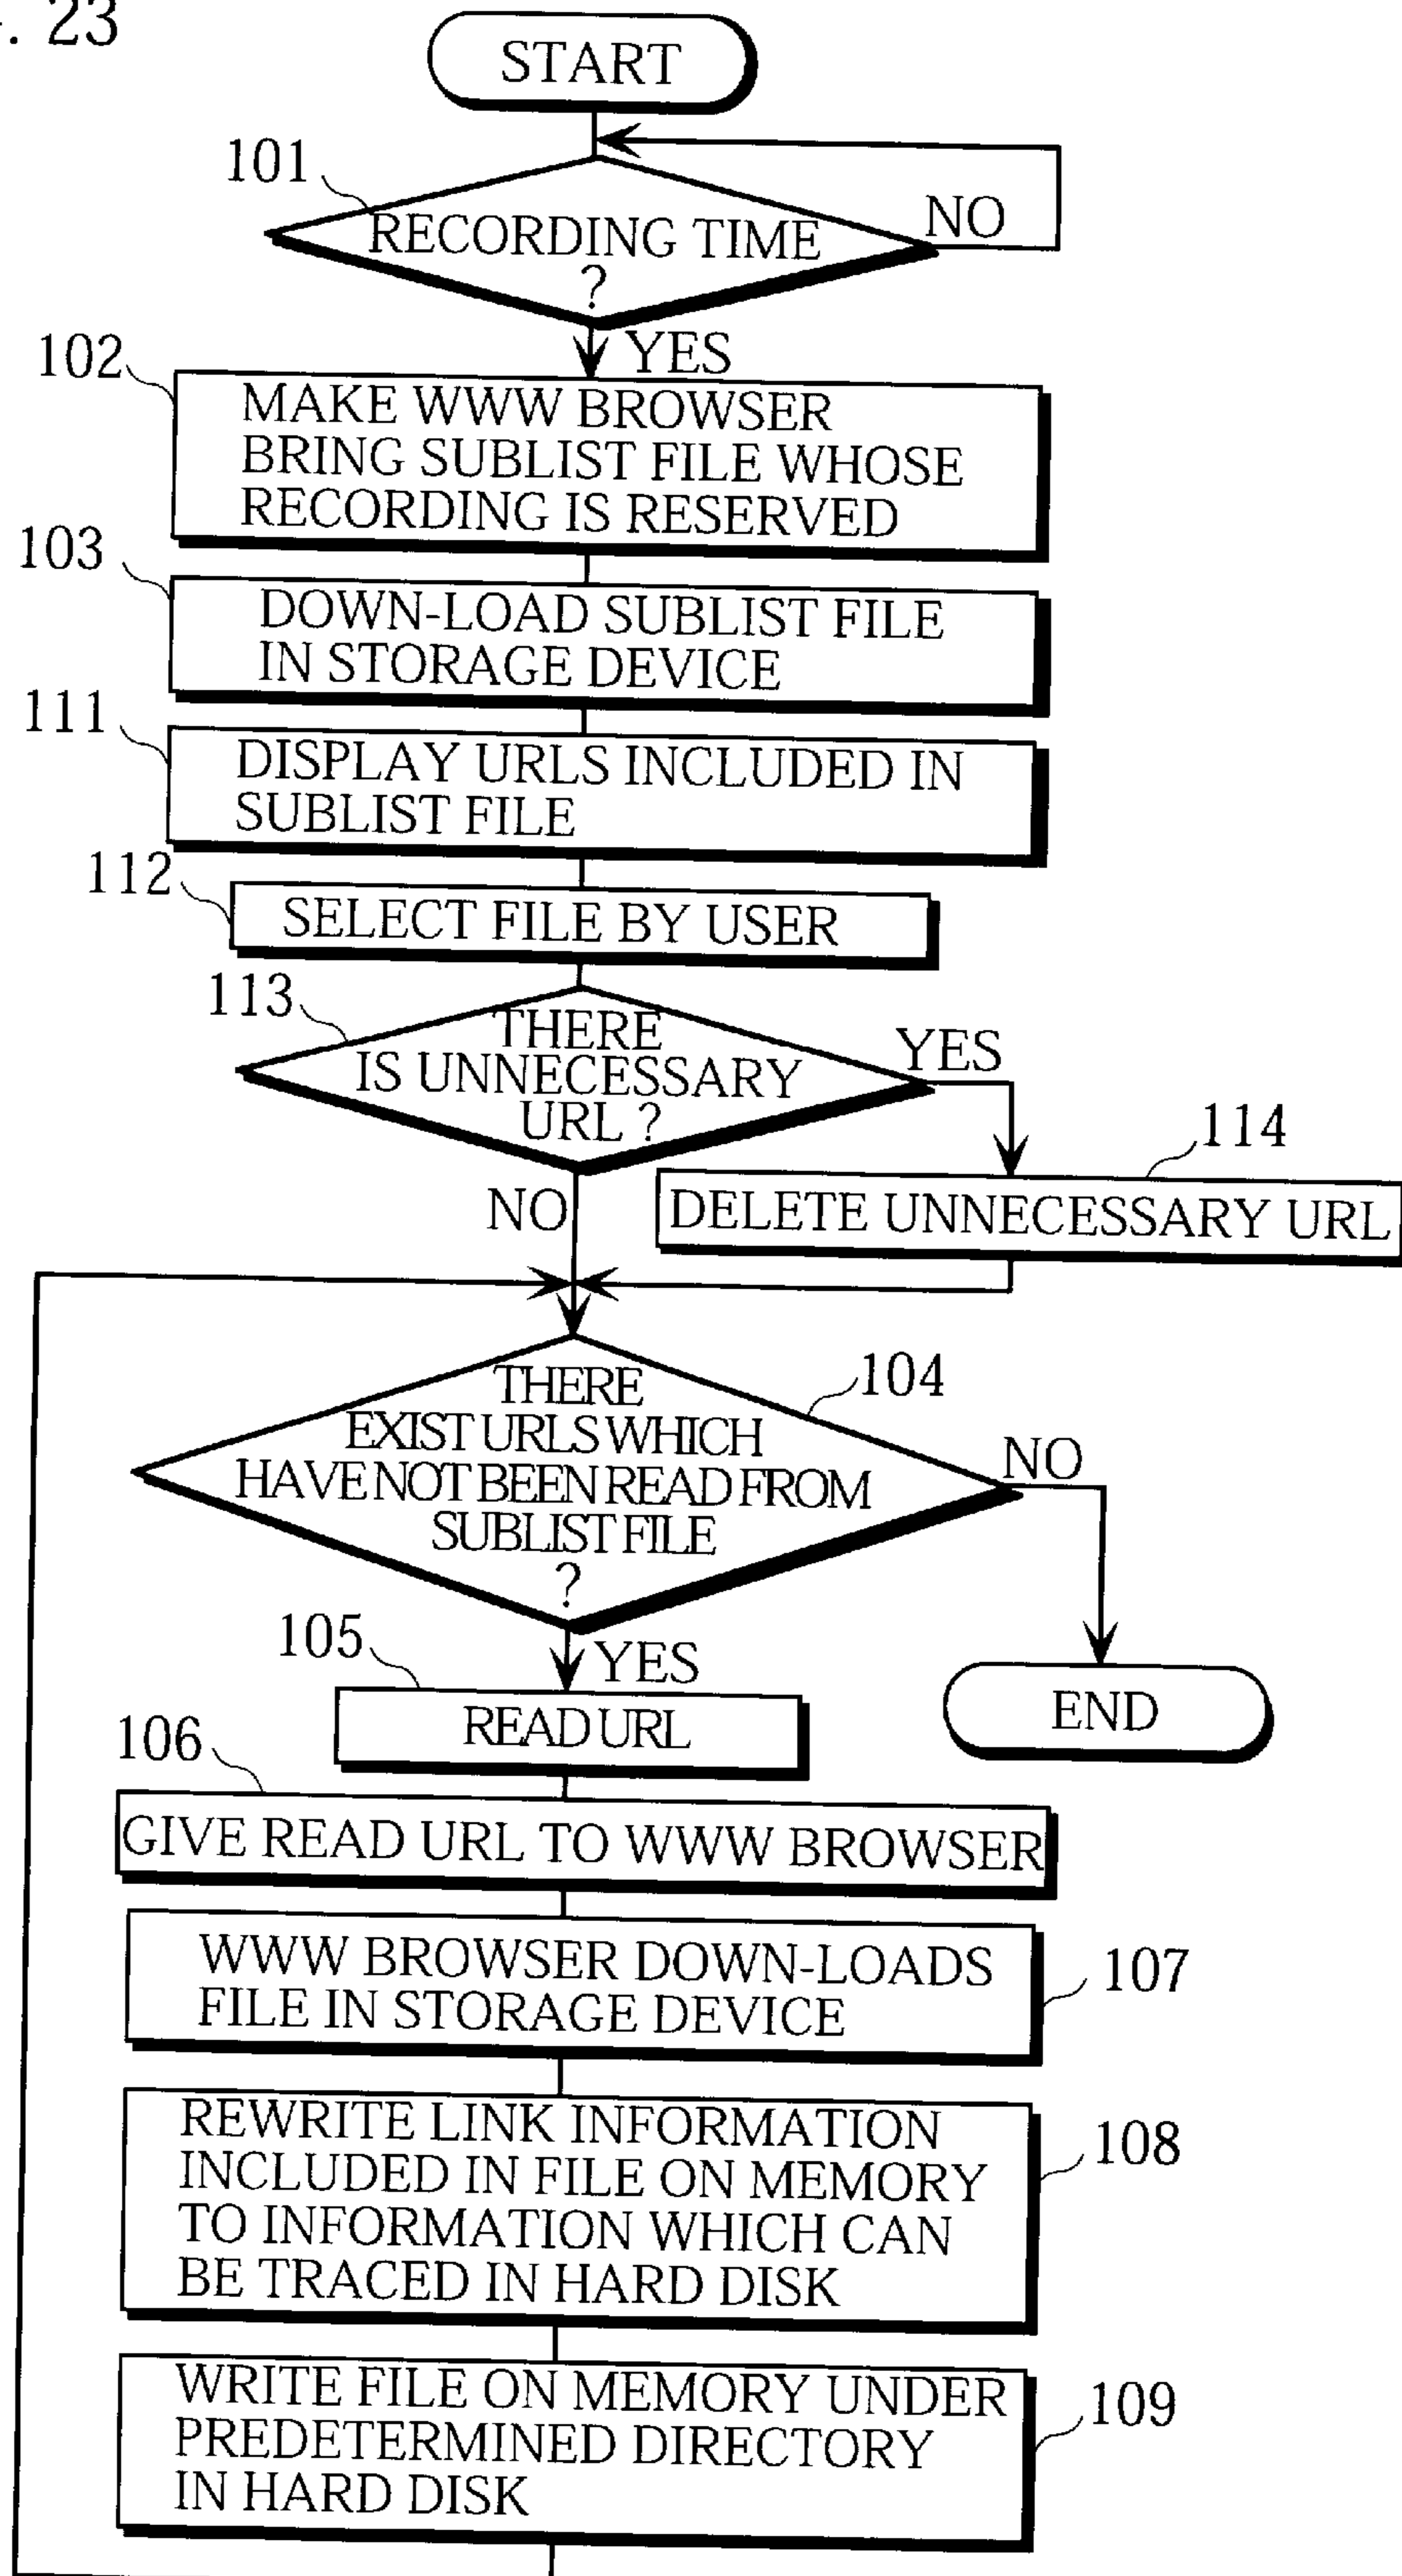 . 23
START
101
RECORDING TIME
?
NO
YES
102
MAKE WWW BROWSER
BRING SUBLIST FILE WHOSE
RECORDING IS RESERVED
103
DOWN-LOAD SUBLIST FILE
IN STORAGE DEVICE
111
DISPLAY URLS INCLUDED IN
SUBLIST FILE
112
SELECT FILE BY USER
113
THERE
IS UNNECESSARY
URL ?
YES
NO
114
DELETE UNNECESSARY URL
104
THERE
EXIST URLS WHICH
HAVE NOT BEEN READ FROM
SUBLIST FILE
?
NO
YES
END
105
READ URL
106
GIVE READ URL TO WWW BROWSER
107
WWW BROWSER DOWN-LOADS
FILE IN STORAGE DEVICE
108
REWRITE LINK INFORMATION
INCLUDED IN FILE ON MEMORY
TO INFORMATION WHICH CAN
BE TRACED IN HARD DISK
109
WRITE FILE ON MEMORY UNDER
PREDETERMINED DIRECTORY
IN HARD DISK